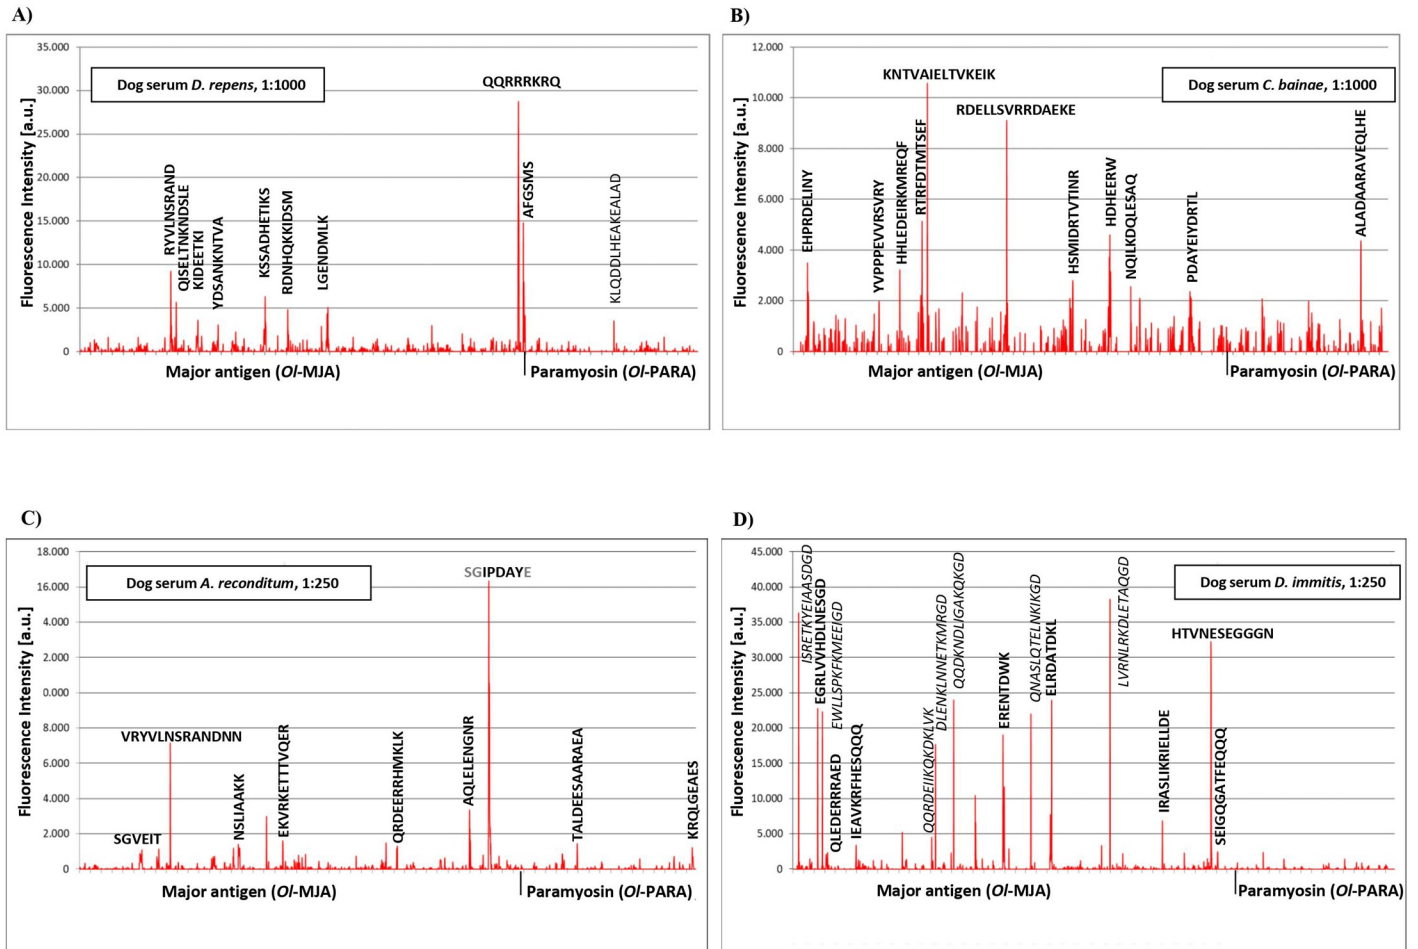 A)
Dog serum D. repens, 1:1000
Fluorescence Intensity [a.u.]
35.000
30.000
25.000
20.000
15.000
10.000
5.000
0
RYVLNSRAND
QISELTNKNDSLE
KIDEETKI
YDSANKNTVA
KSSADHETIKS
RDNHQKKIDSM
LGENDMLK
QQRRRKRQ
AFGSMS
KLQDDLHEAKEALAD
Major antigen (Ol-MJA)
Paramyosin (Ol-PARA)
B)
Dog serum C. bainae, 1:1000
Fluorescence Intensity [a.u.]
12.000
10.000
8.000
6.000
4.000
2.000
0
EHPRDELINY
YVPPPEVVRSVRY
HHLEDEIRKMREQF
RTRFDTMTSEF
KNTVAIELTVKEIK
RDELLSVRRDAEKE
HSMIDRTVTINR
HDHEERW
NQILKDQLESAQ
PDAYEIYDRTL
ALADAARAVEQLHE
Major antigen (Ol-MJA)
Paramyosin (Ol-PARA)
C)
Dog serum A. reconditum, 1:250
Fluorescence Intensity [a.u.]
18.000
16.000
14.000
12.000
0.000
8.000
6.000
4.000
2.000
0
SGVEIT
VRYVLNSRANDNN
NSLIAAKK
EKVRKETTTVQER
QRDEERRHMKLK
AQLELENGNR
SGIPDAYE
TALDEESAARAEA
KRQLGEAES
Major antigen (Ol-MJA)
Paramyosin (Ol-PARA)
D)
Dog serum D. immitis, 1:250
Fluorescence Intensity [a.u.]
45.000
40.000
35.000
30.000
25.000
20.000
15.000
10.000
5.000
0
ISRETKYEIAASDGD
EGRLVVHDLNESGD
EWLLSPKFKMEEIGD
QLEDERRAED
IEAVKRFHESQQQ
QQRDEIIKQKDKLVK
DLENKLNNETKMRGD
QQDKNDLIGAKQKGD
ERENTDWK
QNASLQTELNKIKGD
ELRDATDKL
LVRNLRKDLETAQGD
IRASLIKRIELLDE
HTVNESEGGGN
SEIGQGATFEQQQ
Major antigen (Ol-MJA)
Paramyosin (Ol-PARA)